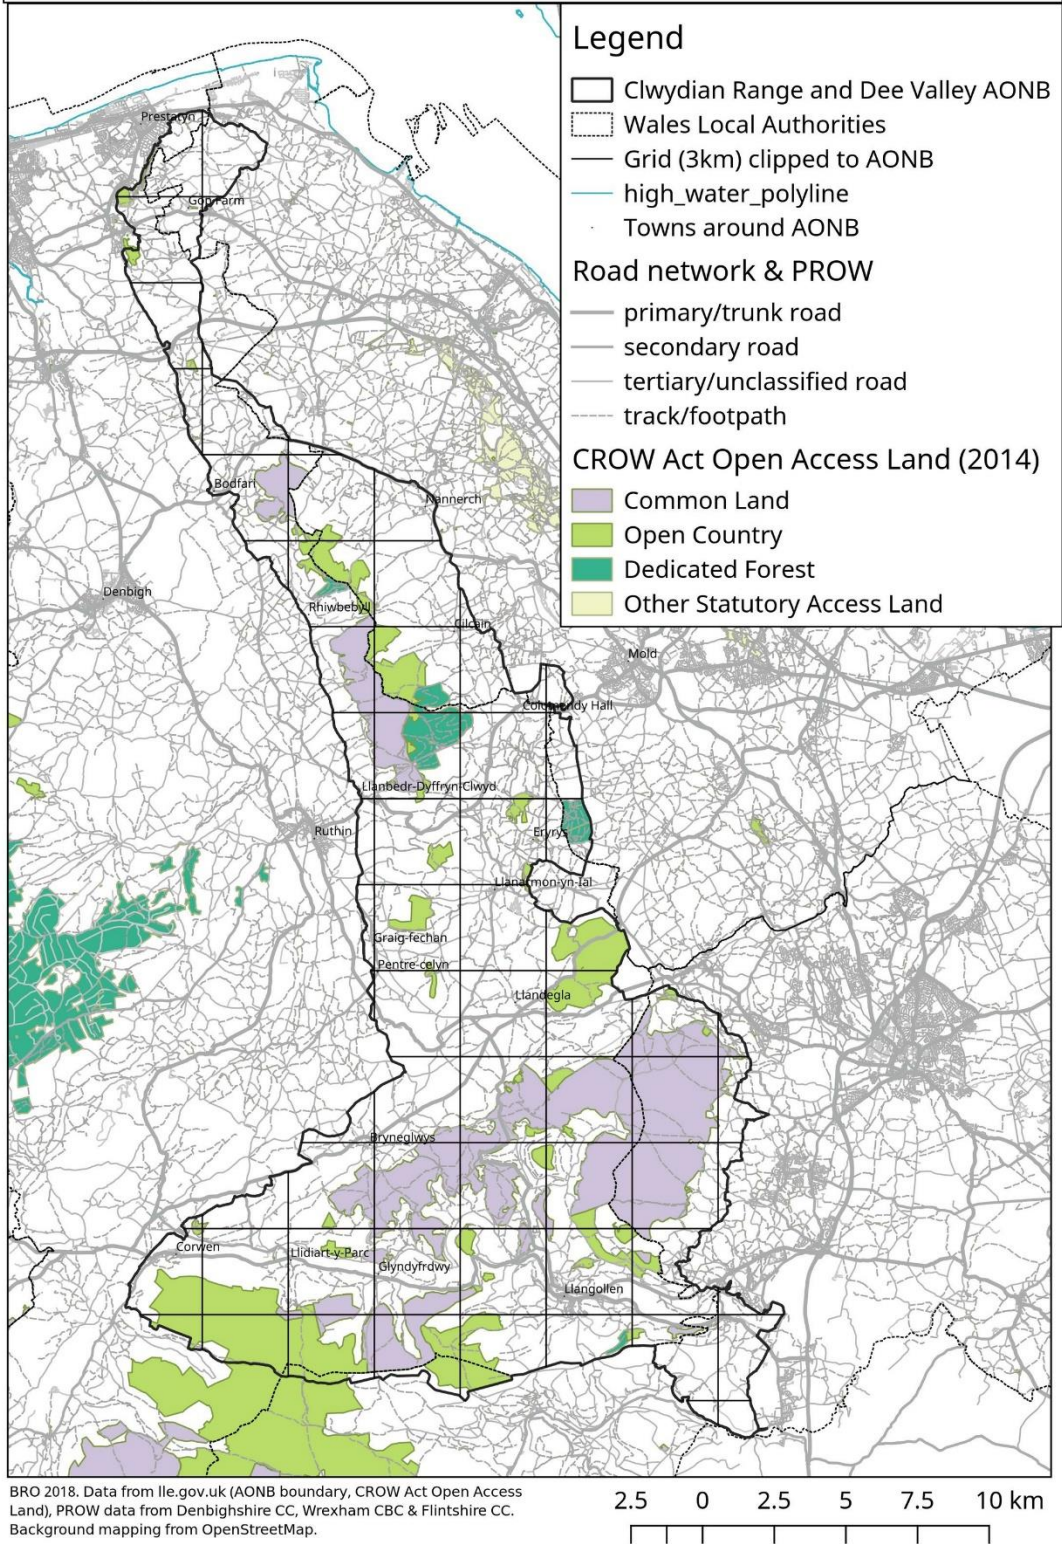 Legend
Clwydian Range and Dee Valley AONB
Wales Local Authorities
Grid (3km) clipped to AONB
high_water_polyline
Towns around AONB
Road network & PROW
primary/trunk road
secondary road
tertiary/unclassified road
track/footpath
CROW Act Open Access Land (2014)
Common Land
Open Country
Dedicated Forest
Other Statutory Access Land
Prestatyn
Gop Farm
Bodfari
Nannerch
Denbigh
Rhiwbebyll
Cilcain
Mold
Colomendy Hall
Llanbedr-Dyffryn-Clwyd
Ruthin
Eryrys
Llanarmon-yn-Ial
Graig-fechan
Pentre-celyn
Llandegla
Bryneglwys
Corwen
Llidiart-y-Parc
Glyndyfrdwy
Llangollen
BRO 2018. Data from lle.gov.uk (AONB boundary, CROW Act Open Access
Land), PROW data from Denbighshire CC, Wrexham CBC & Flintshire CC.
Background mapping from OpenStreetMap.
2.5 0 2.5 5 7.5 10 km